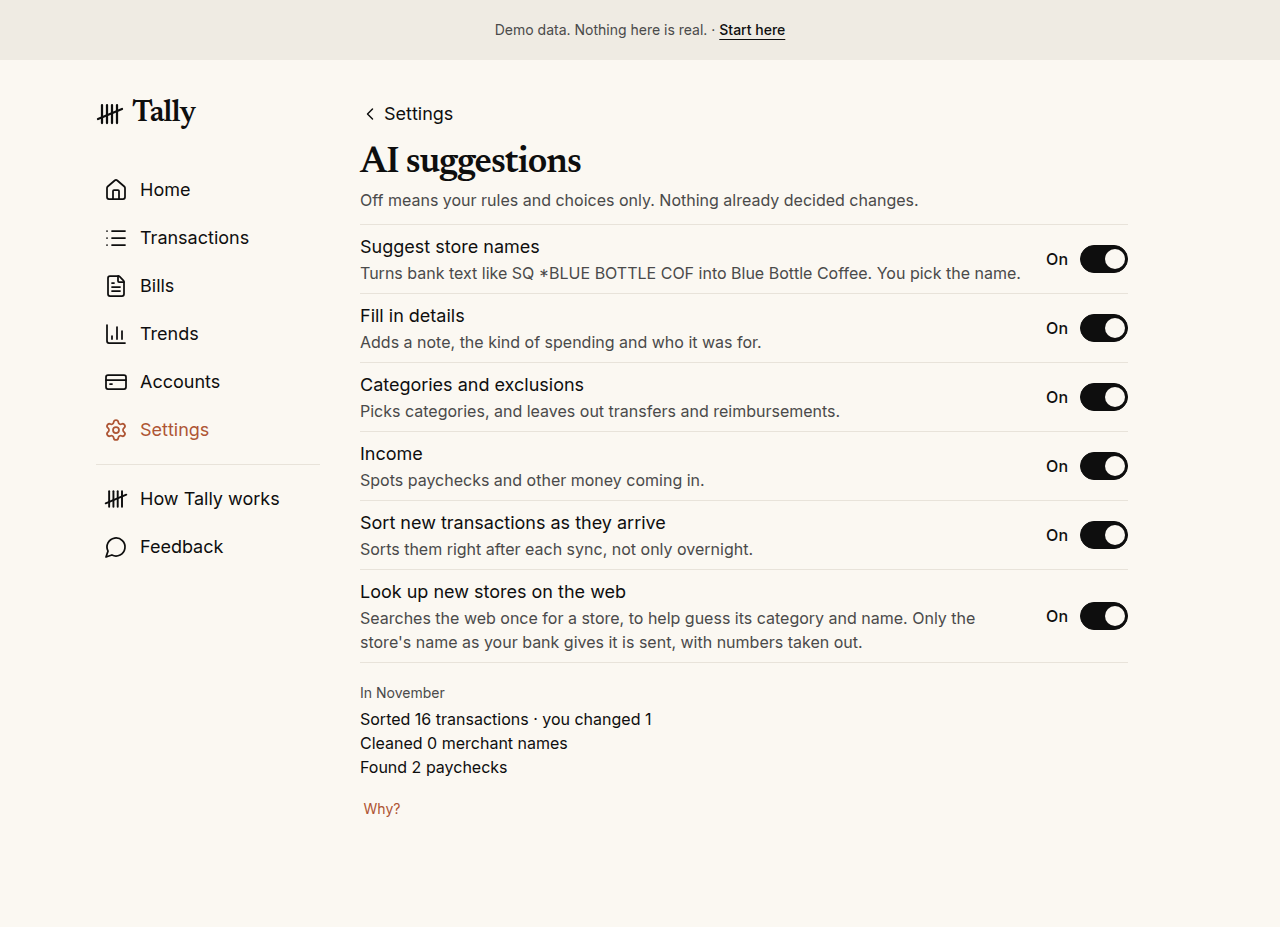 Demo data. Nothing here is real. · Start here
Tally
Home
Transactions
Bills
Trends
Accounts
Settings
How Tally works
Feedback
Settings
AI suggestions
Off means your rules and choices only. Nothing already decided changes.
Suggest store names
Turns bank text like SQ *BLUE BOTTLE COF into Blue Bottle Coffee. You pick the name.
On
Fill in details
Adds a note, the kind of spending and who it was for.
On
Categories and exclusions
Picks categories, and leaves out transfers and reimbursements.
On
Income
Spots paychecks and other money coming in.
On
Sort new transactions as they arrive
Sorts them right after each sync, not only overnight.
On
Look up new stores on the web
Searches the web once for a store, to help guess its category and name. Only the
store's name as your bank gives it is sent, with numbers taken out.
On
In November
Sorted 16 transactions · you changed 1
Cleaned 0 merchant names
Found 2 paychecks
Why?